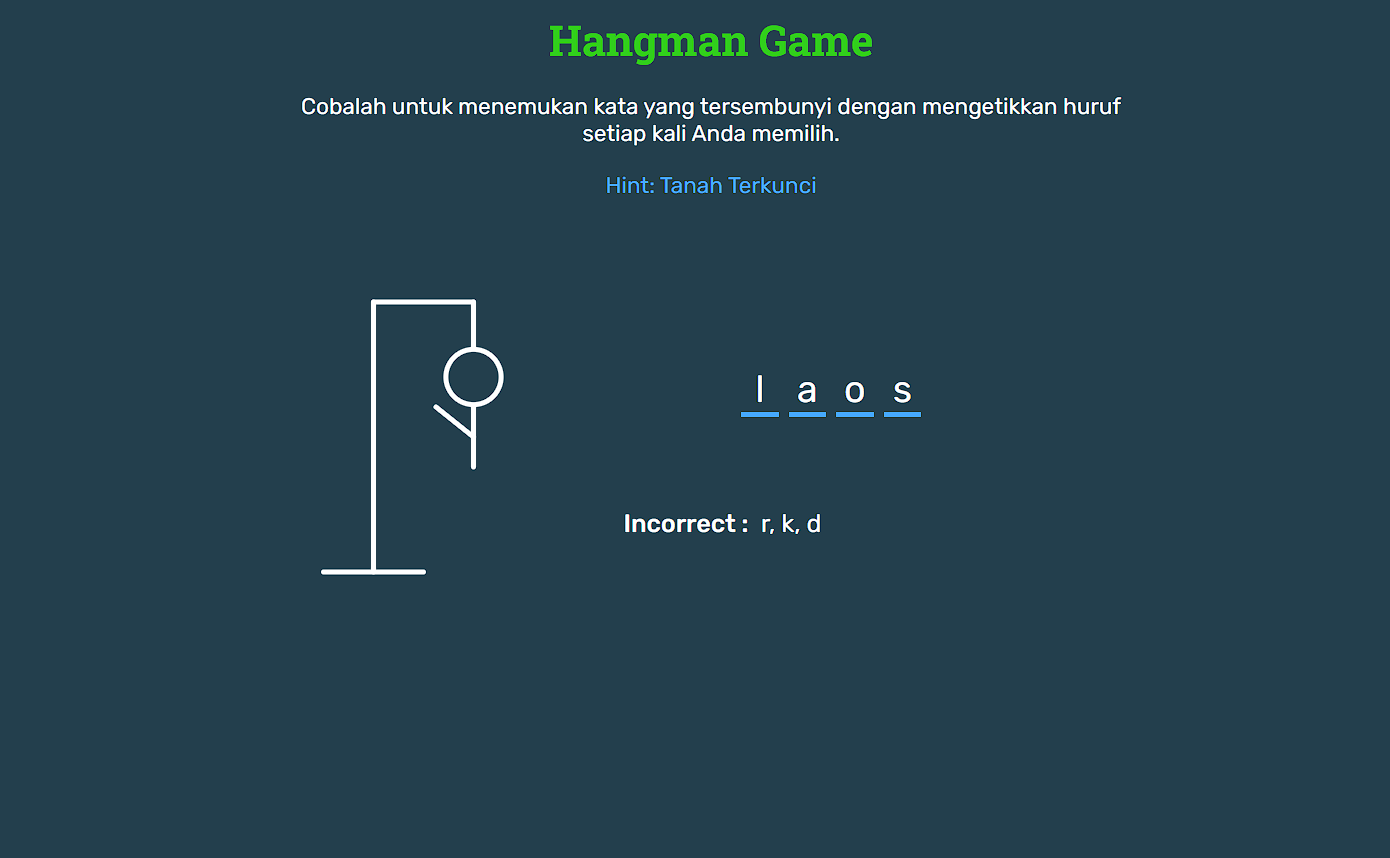 Hangman Game
Cobalah untuk menemukan kata yang tersembunyi dengan mengetikkan huruf
setiap kali Anda memilih.
Hint: Tanah Terkunci
l a o s
Incorrect : r, k, d